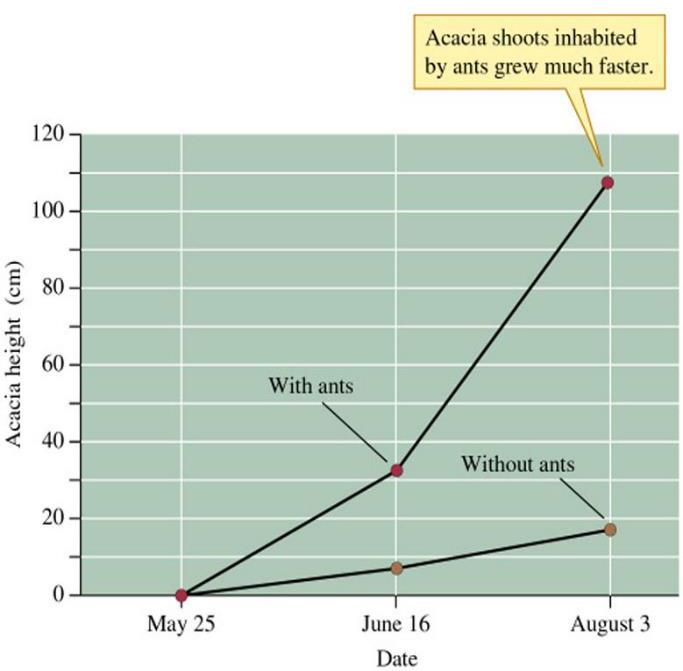 Acacia shoots inhabited
by ants grew much faster.
120
100
80
60
40
20
0
Acacia height (cm)
With ants
Without ants
May 25
June 16
August 3
Date